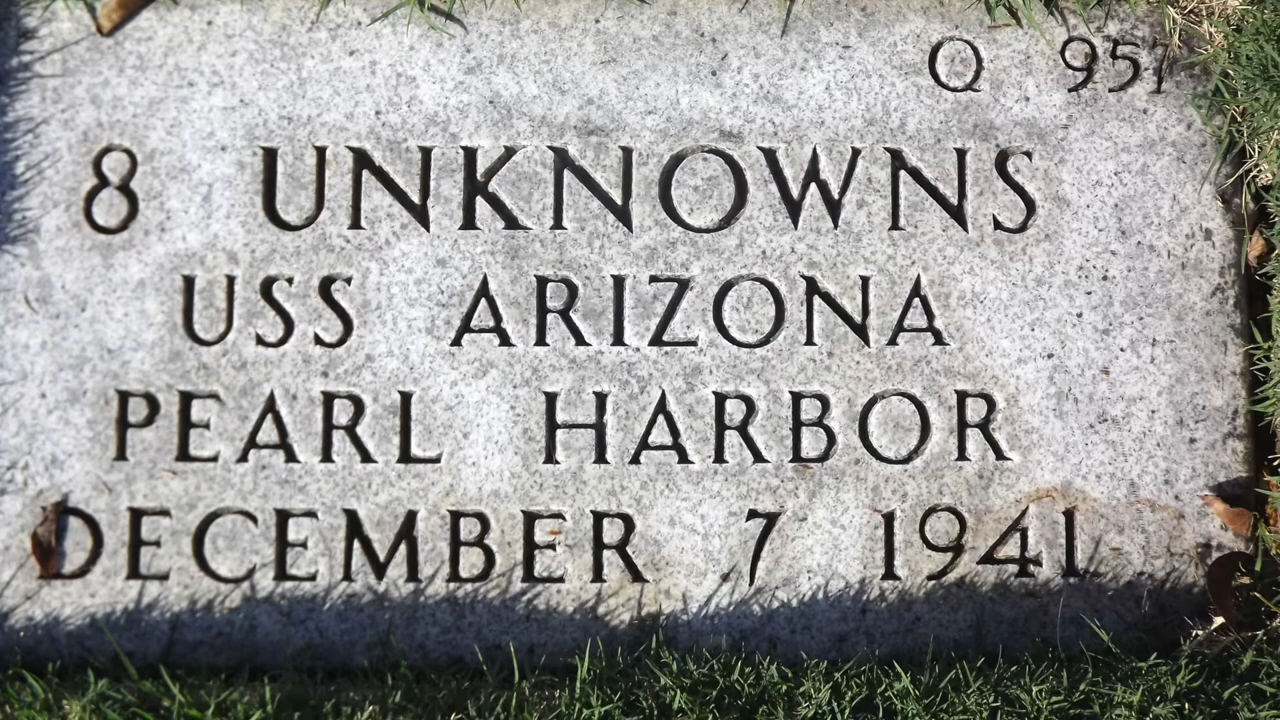 Q 957
8 UNKNOWNS
USS ARIZONA
PEARL HARBOR
DECEMBER 7 1941